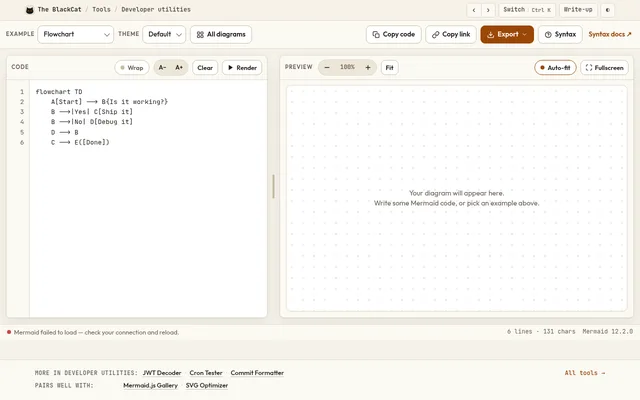 The BlackCat / Tools / Developer utilities
Switch · Ctrl K
Write-up
EXAMPLE Flowchart THEME Default All diagrams Copy code Copy link Export Syntax Syntax docs ↗
CODE Wrap A− A+ Clear Render
1 flowchart TD
2 A[Start] --> B{Is it working?}
3 B -->|Yes| C[Ship it]
4 B -->|No| D[Debug it]
5 D --> B
6 C --> E([Done])
PREVIEW − 100% + Fit Auto-fit Fullscreen
Your diagram will appear here.
Write some Mermaid code, or pick an example above.
Mermaid failed to load — check your connection and reload.
6 lines · 131 chars Mermaid 12.2.0
MORE IN DEVELOPER UTILITIES: JWT Decoder Cron Tester Commit Formatter
All tools →
PAIRS WELL WITH: Mermaid.js Gallery SVG Optimizer